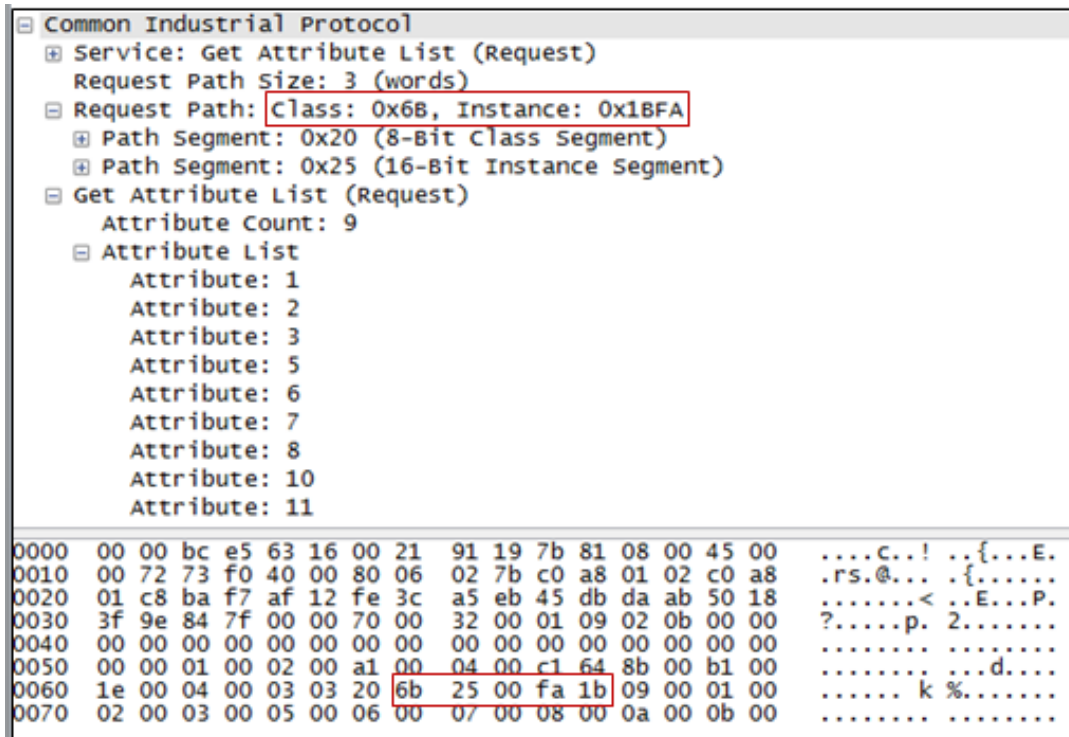 Common Industrial Protocol
Service: Get Attribute List (Request)
Request Path Size: 3 (words)
Request Path: Class: 0x6B, Instance: 0x1BFA
Path Segment: 0x20 (8-Bit Class Segment)
Path Segment: 0x25 (16-Bit Instance Segment)
Get Attribute List (Request)
Attribute Count: 9
Attribute List
Attribute: 1
Attribute: 2
Attribute: 3
Attribute: 5
Attribute: 6
Attribute: 7
Attribute: 8
Attribute: 10
Attribute: 11
0000 00 00 bc e5 63 16 00 21 91 19 7b 81 08 00 45 00 ....c..! ..{...E.
0010 00 72 73 f0 40 00 80 06 02 7b c0 a8 01 02 c0 a8 .rs.@... .{......
0020 01 c8 ba f7 af 12 fe 3c a5 eb 45 db da ab 50 18 .......< ..E...P.
0030 3f 9e 84 7f 00 00 70 00 32 00 01 09 02 0b 00 00 ?.....p. 2.......
0040 00 00 00 00 00 00 00 00 00 00 00 00 00 00 00 00 ........ ........
0050 00 00 01 00 02 00 a1 00 04 00 c1 64 8b 00 b1 00 ........ ...d....
0060 1e 00 04 00 03 03 20 6b 25 00 fa 1b 09 00 01 00 ...... k %.......
0070 02 00 03 00 05 00 06 00 07 00 08 00 0a 00 0b 00 ........ ........